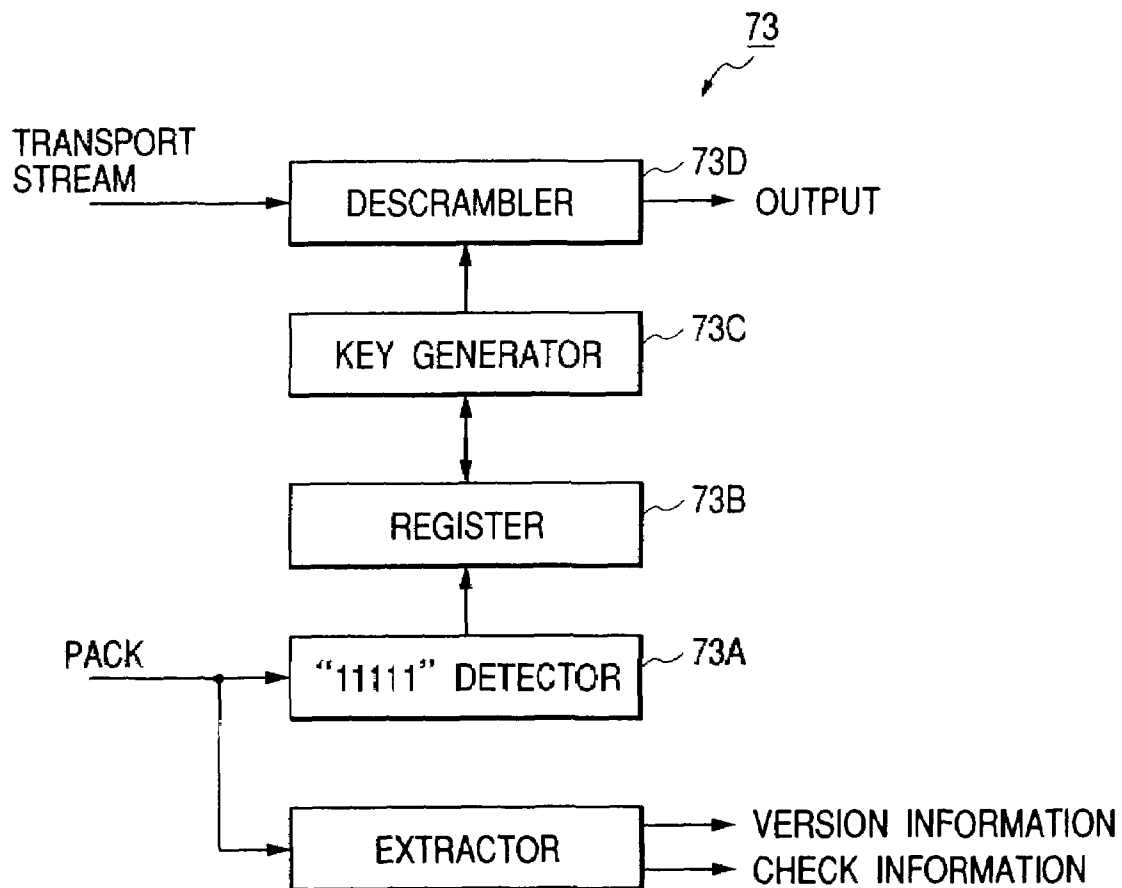 73
TRANSPORT
STREAM
DESCRAMBLER
73D
OUTPUT
KEY GENERATOR
73C
REGISTER
73B
PACK
“11111” DETECTOR
73A
EXTRACTOR
VERSION INFORMATION
CHECK INFORMATION